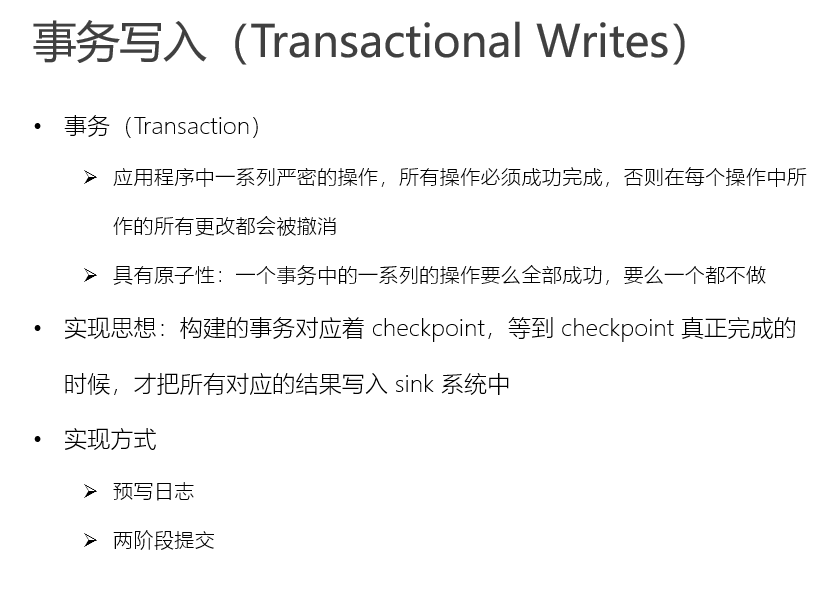 事务写入（Transactional Writes）
• 事务（Transaction）
➢ 应用程序中一系列严密的操作，所有操作必须成功完成，否则在每个操作中所
作的所有更改都会被撤消
➢ 具有原子性：一个事务中的一系列的操作要么全部成功，要么一个都不做
• 实现思想：构建的事务对应着 checkpoint，等到 checkpoint 真正完成的
时候，才把所有对应的结果写入 sink 系统中
• 实现方式
➢ 预写日志
➢ 两阶段提交